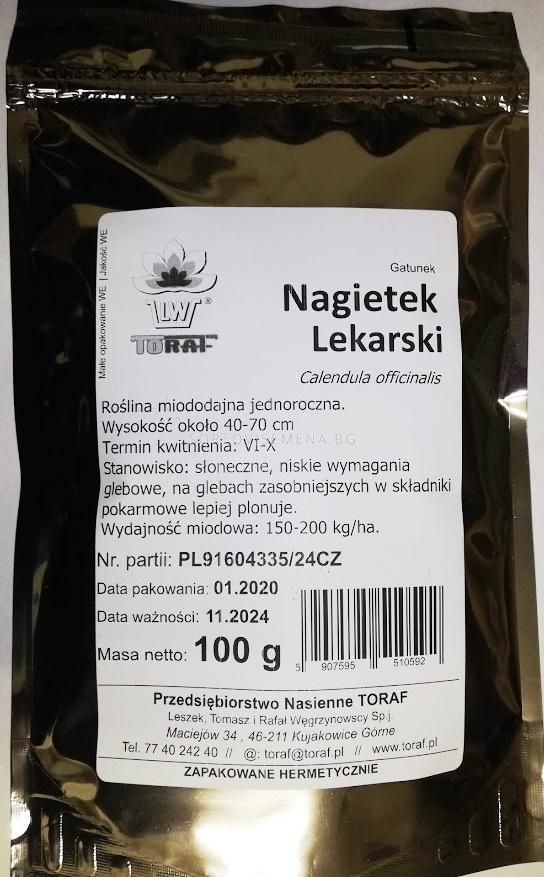 Małe opakowanie WE | Jakość WE
LW®
TORAF
Gatunek
Nagietek
Lekarski
Calendula officinalis
Roślina miododajna jednoroczna.
Wysokość około 40-70 cm
SORTOVISEMENA.BG
Termin kwitnienia: VI-X
Stanowisko: słoneczne, niskie wymagania
glebowe, na glebach zasobniejszych w składniki
pokarmowe lepiej plonuje.
Wydajność miodowa: 150-200 kg/ha.
Nr. partii: PL91604335/24CZ
Data pakowania: 01.2020
Data ważności: 11.2024
Masa netto: 100 g
5 907595 510592
Przedsiębiorstwo Nasienne TORAF
Leszek, Tomasz i Rafał Węgrzynowscy Sp.j.
Maciejów 34 , 46-211 Kujakowice Górne
Tel. 77 40 242 40 // @: toraf@toraf.pl // www.toraf.pl
ZAPAKOWANE HERMETYCZNIE